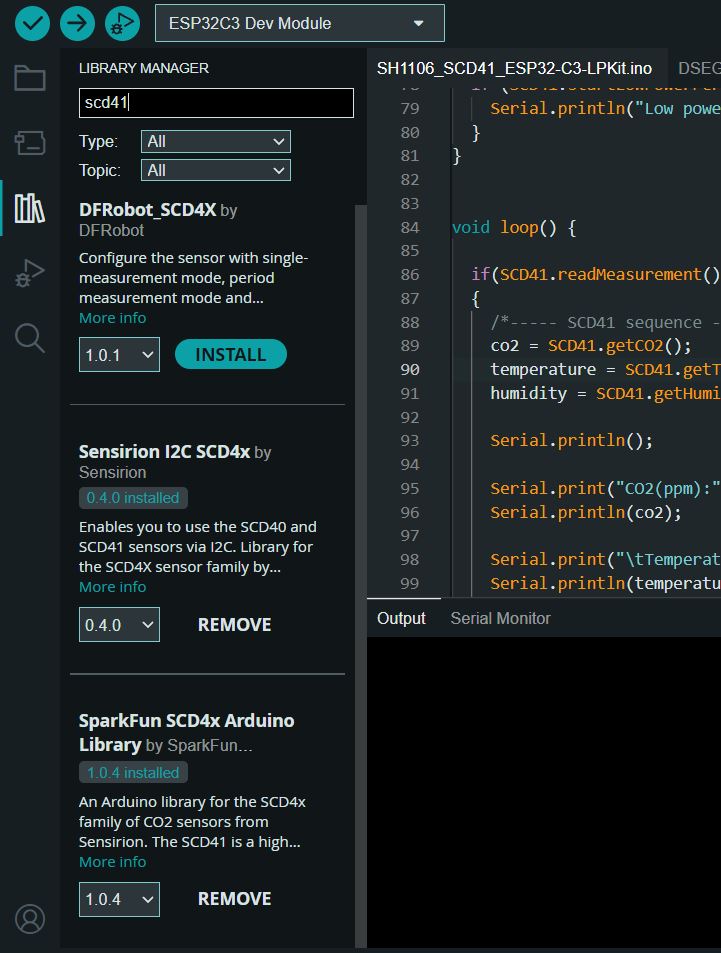 ESP32C3 Dev Module
LIBRARY MANAGER
scd41
Type: All
Topic: All
DFRobot_SCD4X by
DFRobot
Configure the sensor with single-
measurement mode, period
measurement mode and...
More info
1.0.1 INSTALL
Sensirion I2C SCD4x by
Sensirion
0.4.0 installed
Enables you to use the SCD40 and
SCD41 sensors via I2C. Library for
the SCD4X sensor family by...
More info
0.4.0 REMOVE
SparkFun SCD4x Arduino
Library by SparkFun...
1.0.4 installed
An Arduino library for the SCD4x
family of CO2 sensors from
Sensirion. The SCD41 is a high...
More info
1.0.4 REMOVE
SH1106_SCD41_ESP32-C3-LPKit.ino DSEG
79 Serial.println("Low powe
80 }
81 }
82
83
84 void loop() {
85
86 if(SCD41.readMeasurement()
87 {
88 /*----- SCD41 sequence -
89 co2 = SCD41.getCO2();
90 temperature = SCD41.getT
91 humidity = SCD41.getHumi
92
93 Serial.println();
94
95 Serial.print("CO2(ppm):"
96 Serial.println(co2);
97
98 Serial.print("\tTemperat
99 Serial.println(temperatu
Output Serial Monitor